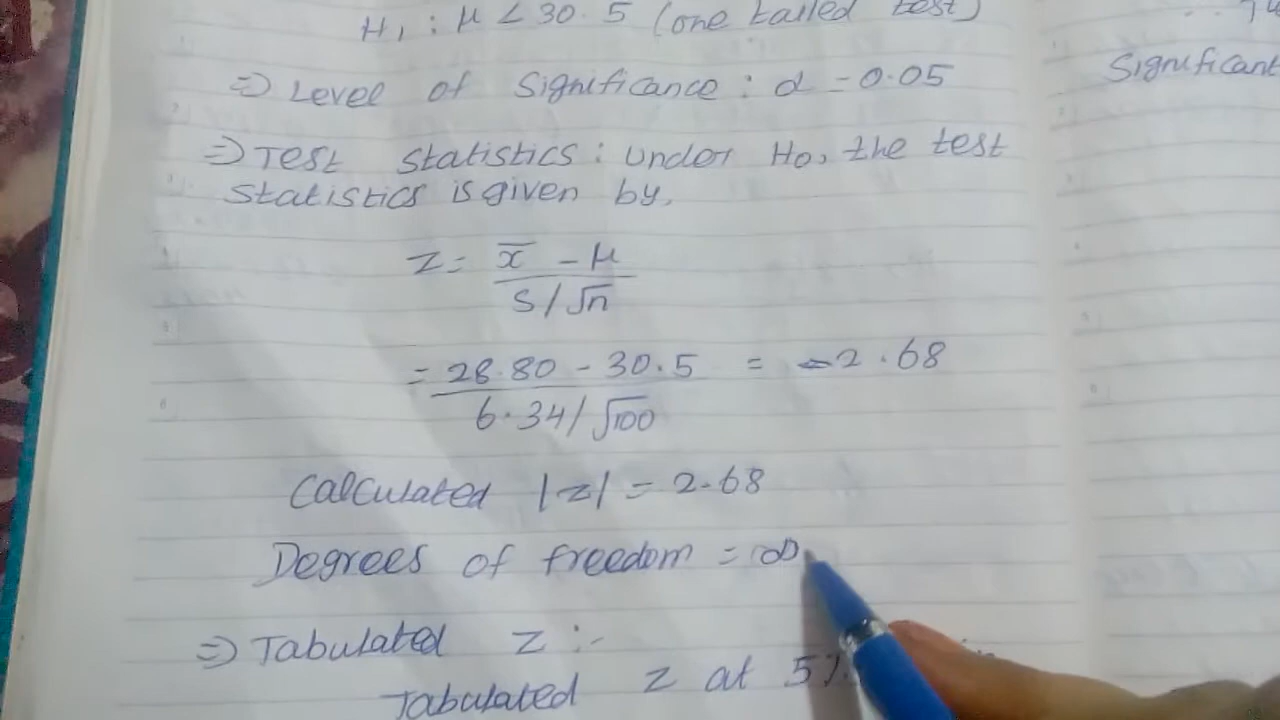 H₁ : μ < 30.5 (one tailed test)
Significant
⇒ Level of Significance : α = 0.05
⇒ Test Statistics : Under H₀, the test
Statistics is given by,
Z = x̄ - μ
S/√n
= 28.80 - 30.5 = -2.68
6.34/√100
Calculated |z| = 2.68
Degrees of freedom = ∞
⇒ Tabulated Z :-
Tabulated Z at 5%